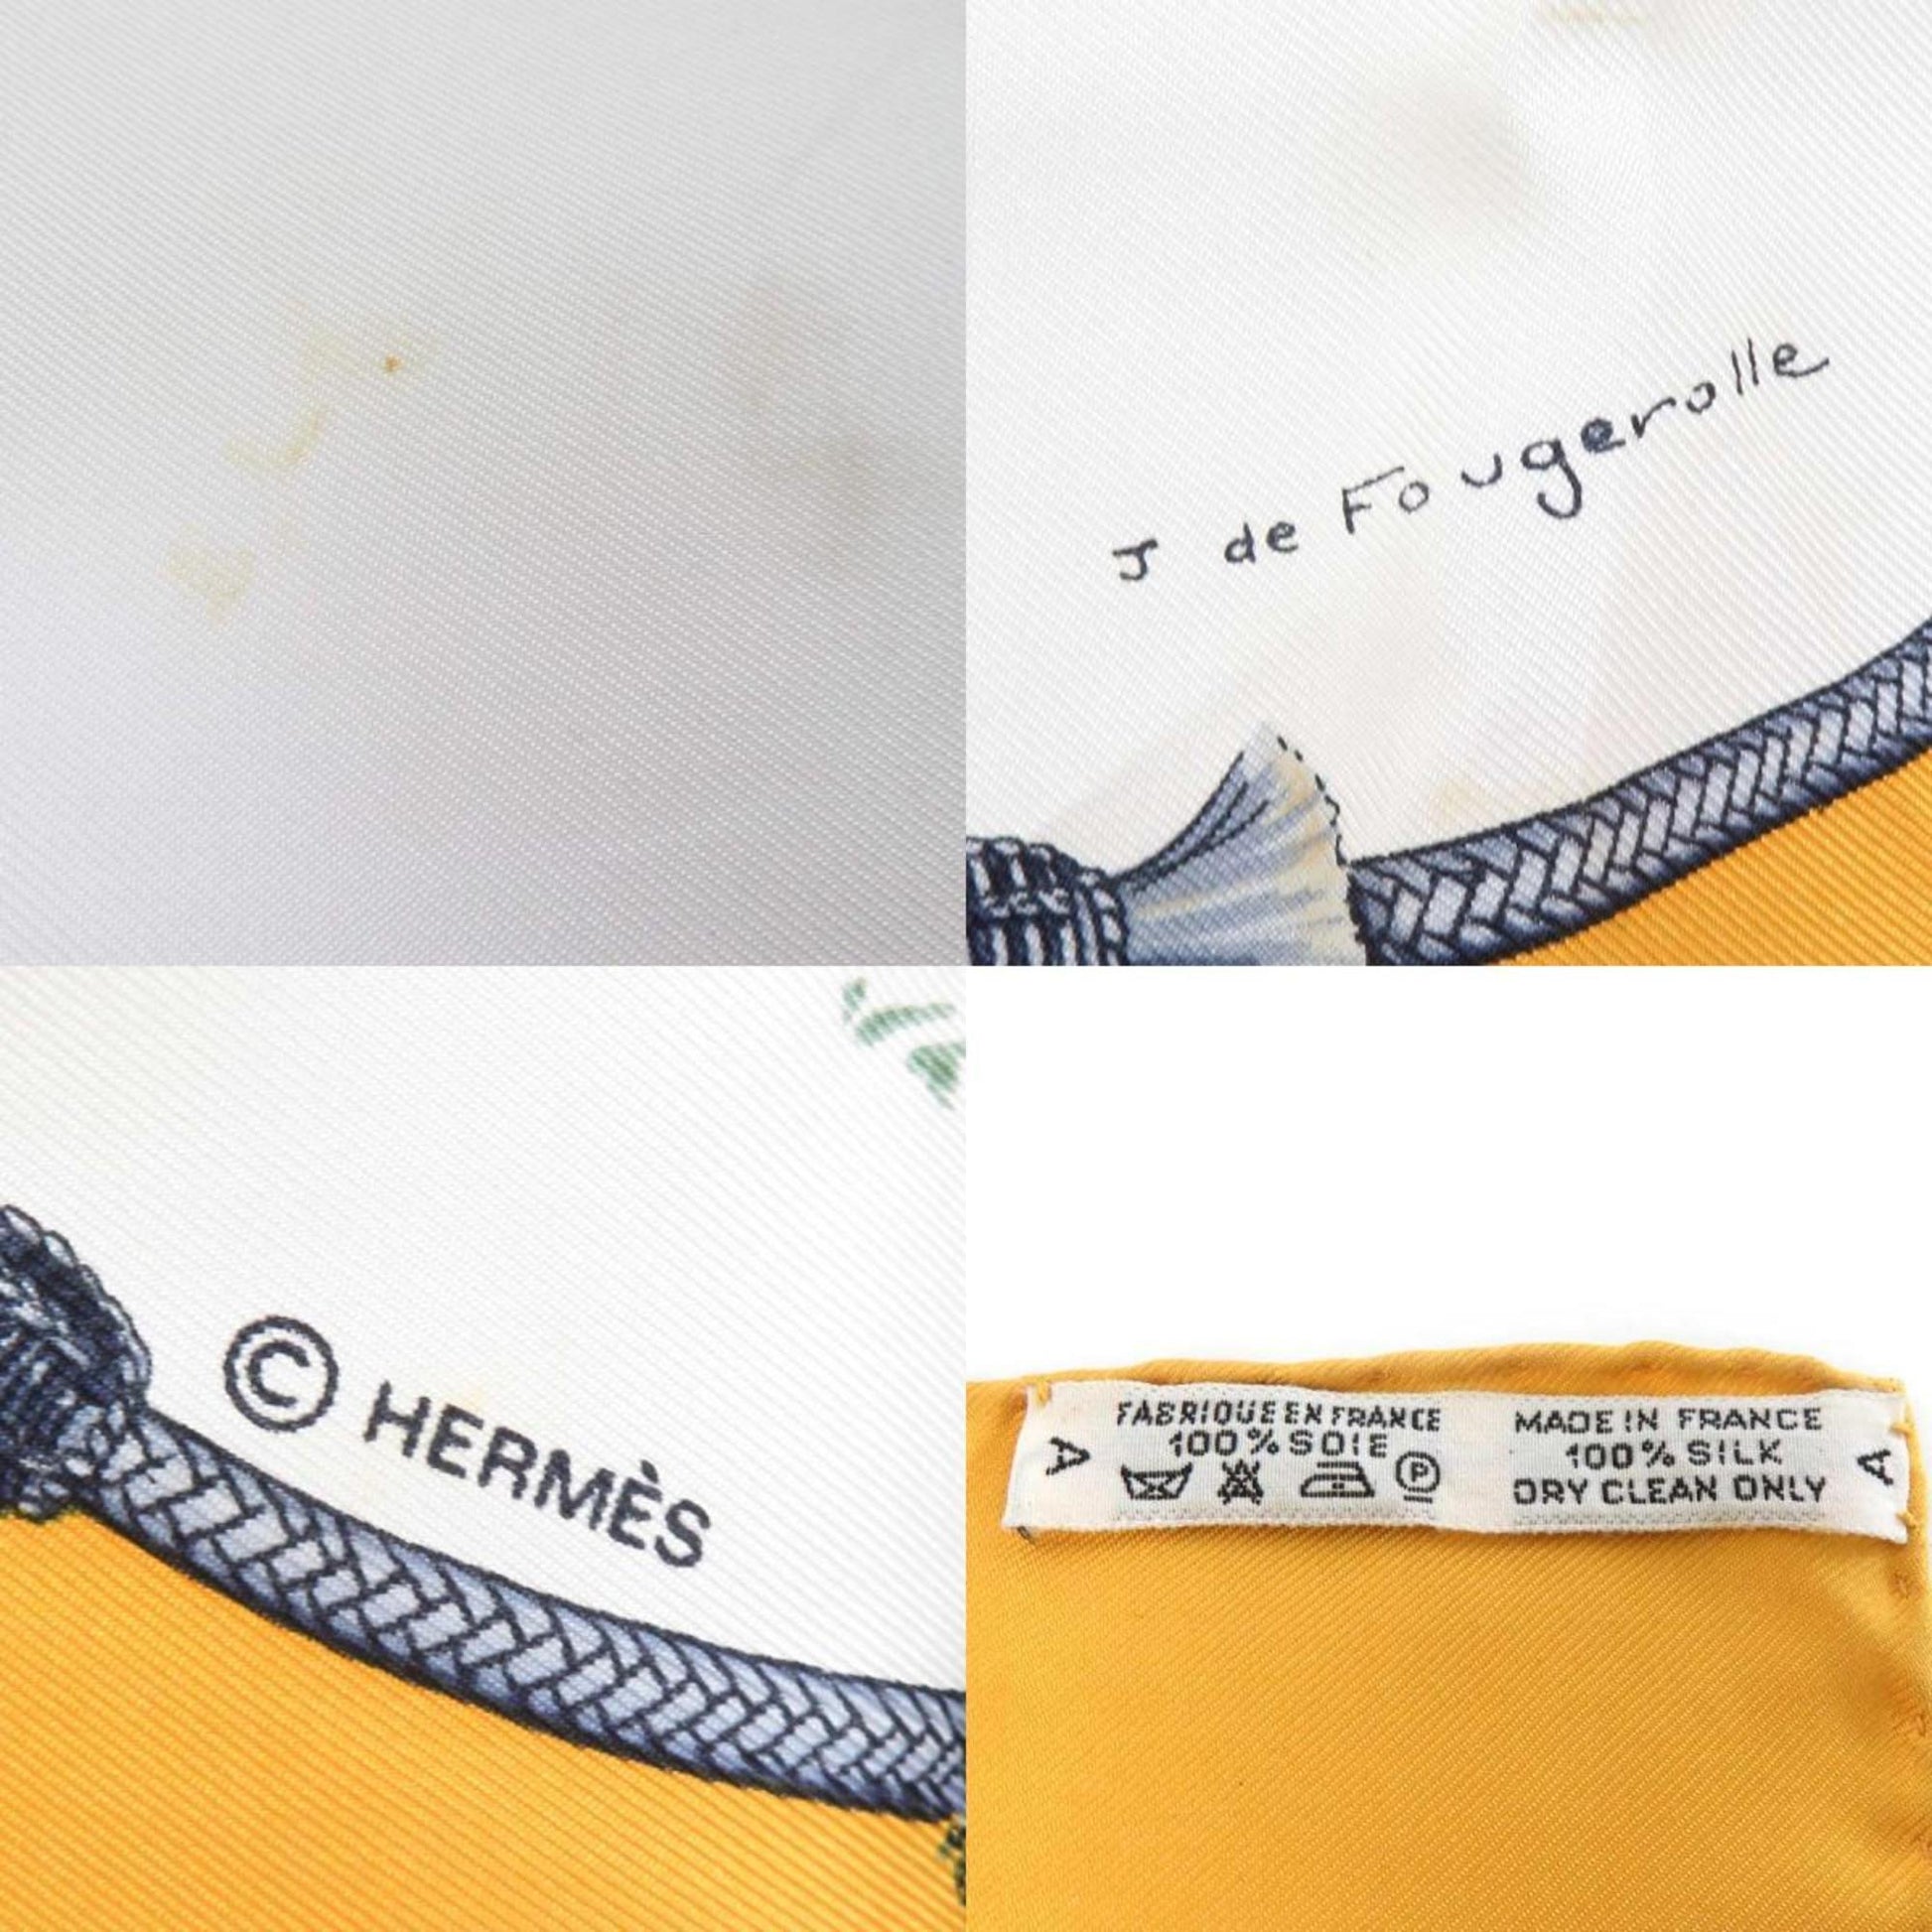 J de Fougerolle
© HERMÈS
A
FABRIQUE EN FRANCE
100% SOIE
P
MADE IN FRANCE
100% SILK
DRY CLEAN ONLY
A